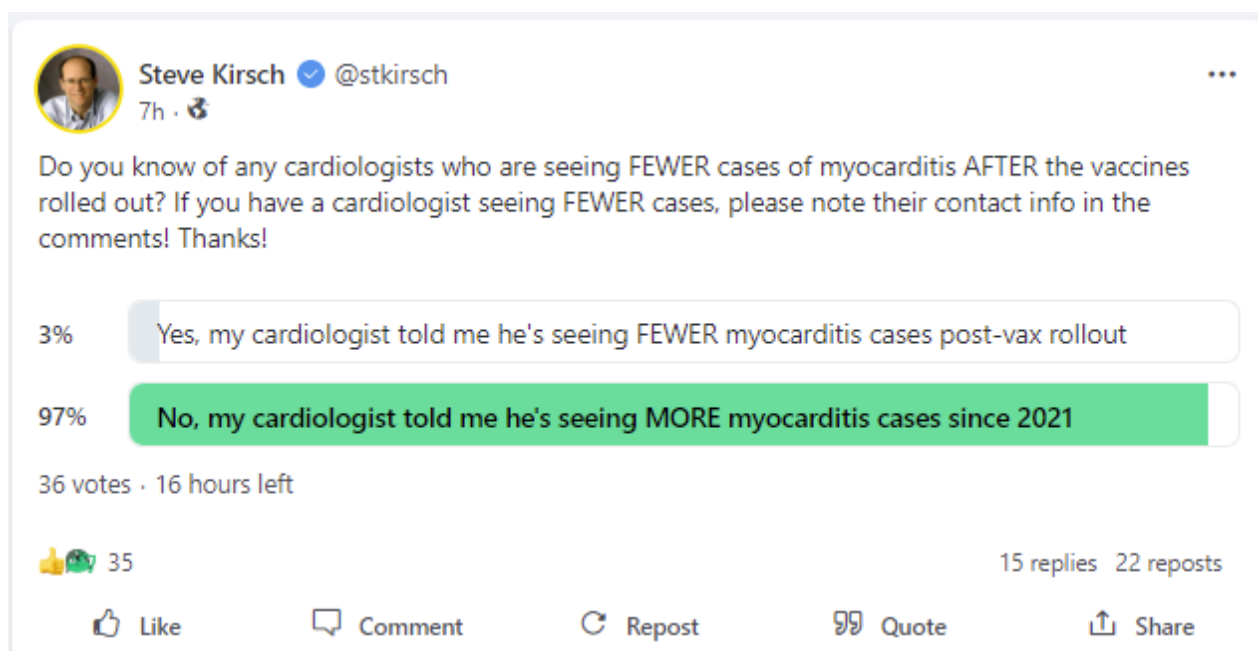 Steve Kirsch @stkirsch
7h ·
Do you know of any cardiologists who are seeing FEWER cases of myocarditis AFTER the vaccines
rolled out? If you have a cardiologist seeing FEWER cases, please note their contact info in the
comments! Thanks!
3% Yes, my cardiologist told me he's seeing FEWER myocarditis cases post-vax rollout
97% No, my cardiologist told me he's seeing MORE myocarditis cases since 2021
36 votes · 16 hours left
35 15 replies 22 reposts
Like Comment Repost Quote Share